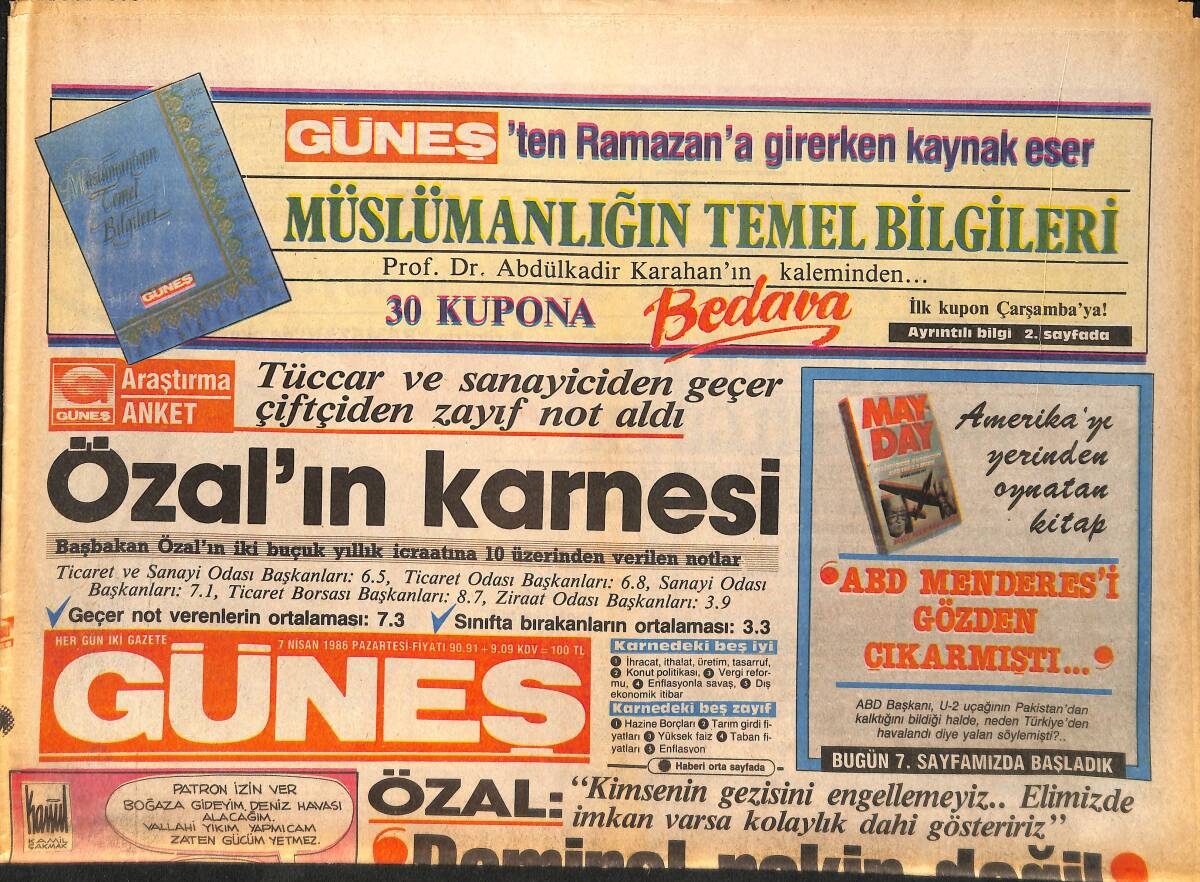 Müslümanlığın
Temel
Bilgileri
GÜNEŞ
GÜNEŞ 'ten Ramazan'a girerken kaynak eser
MÜSLÜMANLIĞIN TEMEL BİLGİLERİ
Prof. Dr. Abdülkadir Karahan'ın kaleminden...
30 KUPONA Bedava
İlk kupon Çarşamba'ya!
Ayrıntılı bilgi 2. sayfada
GÜNEŞ
Araştırma
ANKET
Tüccar ve sanayiciden geçer
çiftçiden zayıf not aldı
Özal'ın karnesi
Başbakan Özal'ın iki buçuk yıllık icraatına 10 üzerinden verilen notlar
Ticaret ve Sanayi Odası Başkanları: 6.5, Ticaret Odası Başkanları: 6.8, Sanayi Odası
Başkanları: 7.1, Ticaret Borsası Başkanları: 8.7, Ziraat Odası Başkanları: 3.9
Geçer not verenlerin ortalaması: 7.3
Sınıfta bırakanların ortalaması: 3.3
MAY-
DAY
Amerika'yı
yerinden
oynatan
kitap
ABD MENDERES'İ
GÖZDEN
ÇIKARMIŞTI...
ABD Başkanı, U-2 uçağının Pakistan'dan
kalktığını bildiği halde, neden Türkiye'den
havalandı diye yalan söylemişti?..
BUGÜN 7. SAYFAMIZDA BAŞLADIK
HER GÜN İKİ GAZETE
7 NİSAN 1986 PAZARTESİ-FİYATI 90.91 + 9.09 KDV = 100 TL
GÜNEŞ
Karnedeki beş iyi
1 İhracat, ithalat, üretim, tasarruf,
2 Konut politikası, 3 Vergi refor-
mu, 4 Enflasyonla savaş, 5 Dış
ekonomik itibar
Karnedeki beş zayıf
1 Hazine Borçları 2 Tarım girdi fi-
yatları 3 Yüksek faiz 4 Taban fi-
yatları 5 Enflasyon
Haberi orta sayfada
Kamil
KAMİL
ÇAKMAK
PATRON İZİN VER
BOĞAZA GİDEYİM, DENİZ HAVASI
ALACAĞIM.
VALLAHİ YIKIM YAPMICAM
ZATEN GÜCÜM YETMEZ.
ÖZAL:
"Kimsenin gezisini engellemeyiz.. Elimizde
imkan varsa kolaylık dahi gösteririz"